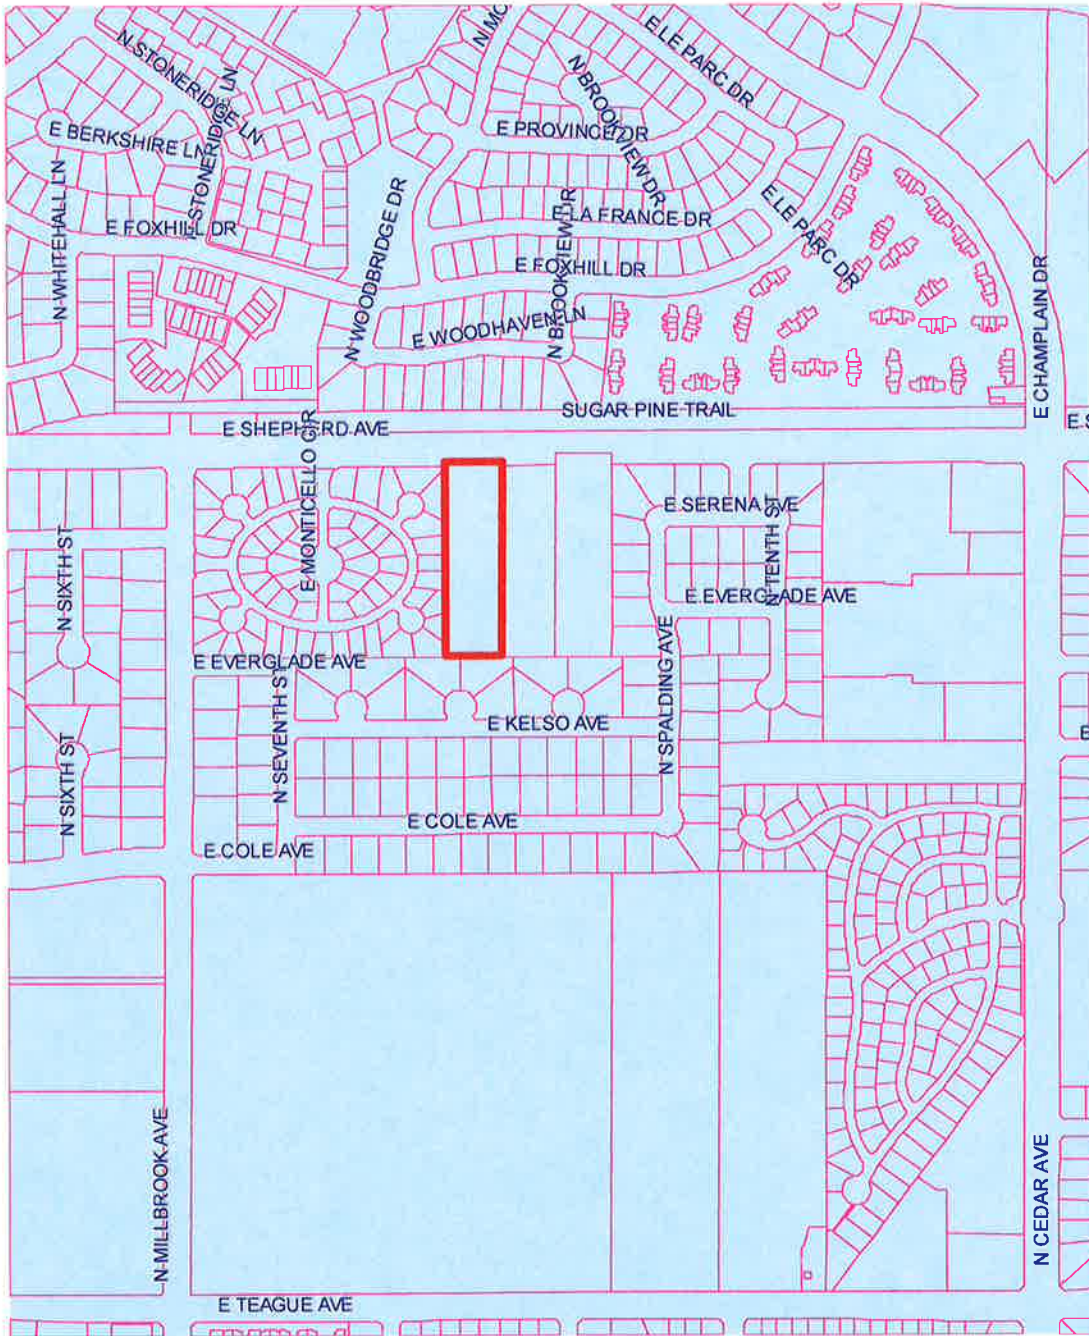 E LE PARC DR
N STONERIDGE LN
N BROOKVIEW DR
E PROVINCE DR
E BERKSHIRE LN
N WHITEHALL LN
E FOXHILL DR
N WOODBRIDGE DR
E LA FRANCE DR
E LE PARC DR
N BROOKVIEW DR
E FOXHILL DR
E WOODHAVEN LN
E CHAMPLAIN DR
SUGAR PINE TRAIL
E SHEPHERD AVE
E MONTICELLO CIR
E SERENA AVE
N TENTH ST
N SIXTH ST
E EVERGLADE AVE
E EVERGLADE AVE
N SEVENTH ST
N SPALDING AVE
E KELSO AVE
N SIXTH ST
E COLE AVE
E COLE AVE
N MILLBROOK AVE
N CEDAR AVE
E TEAGUE AVE